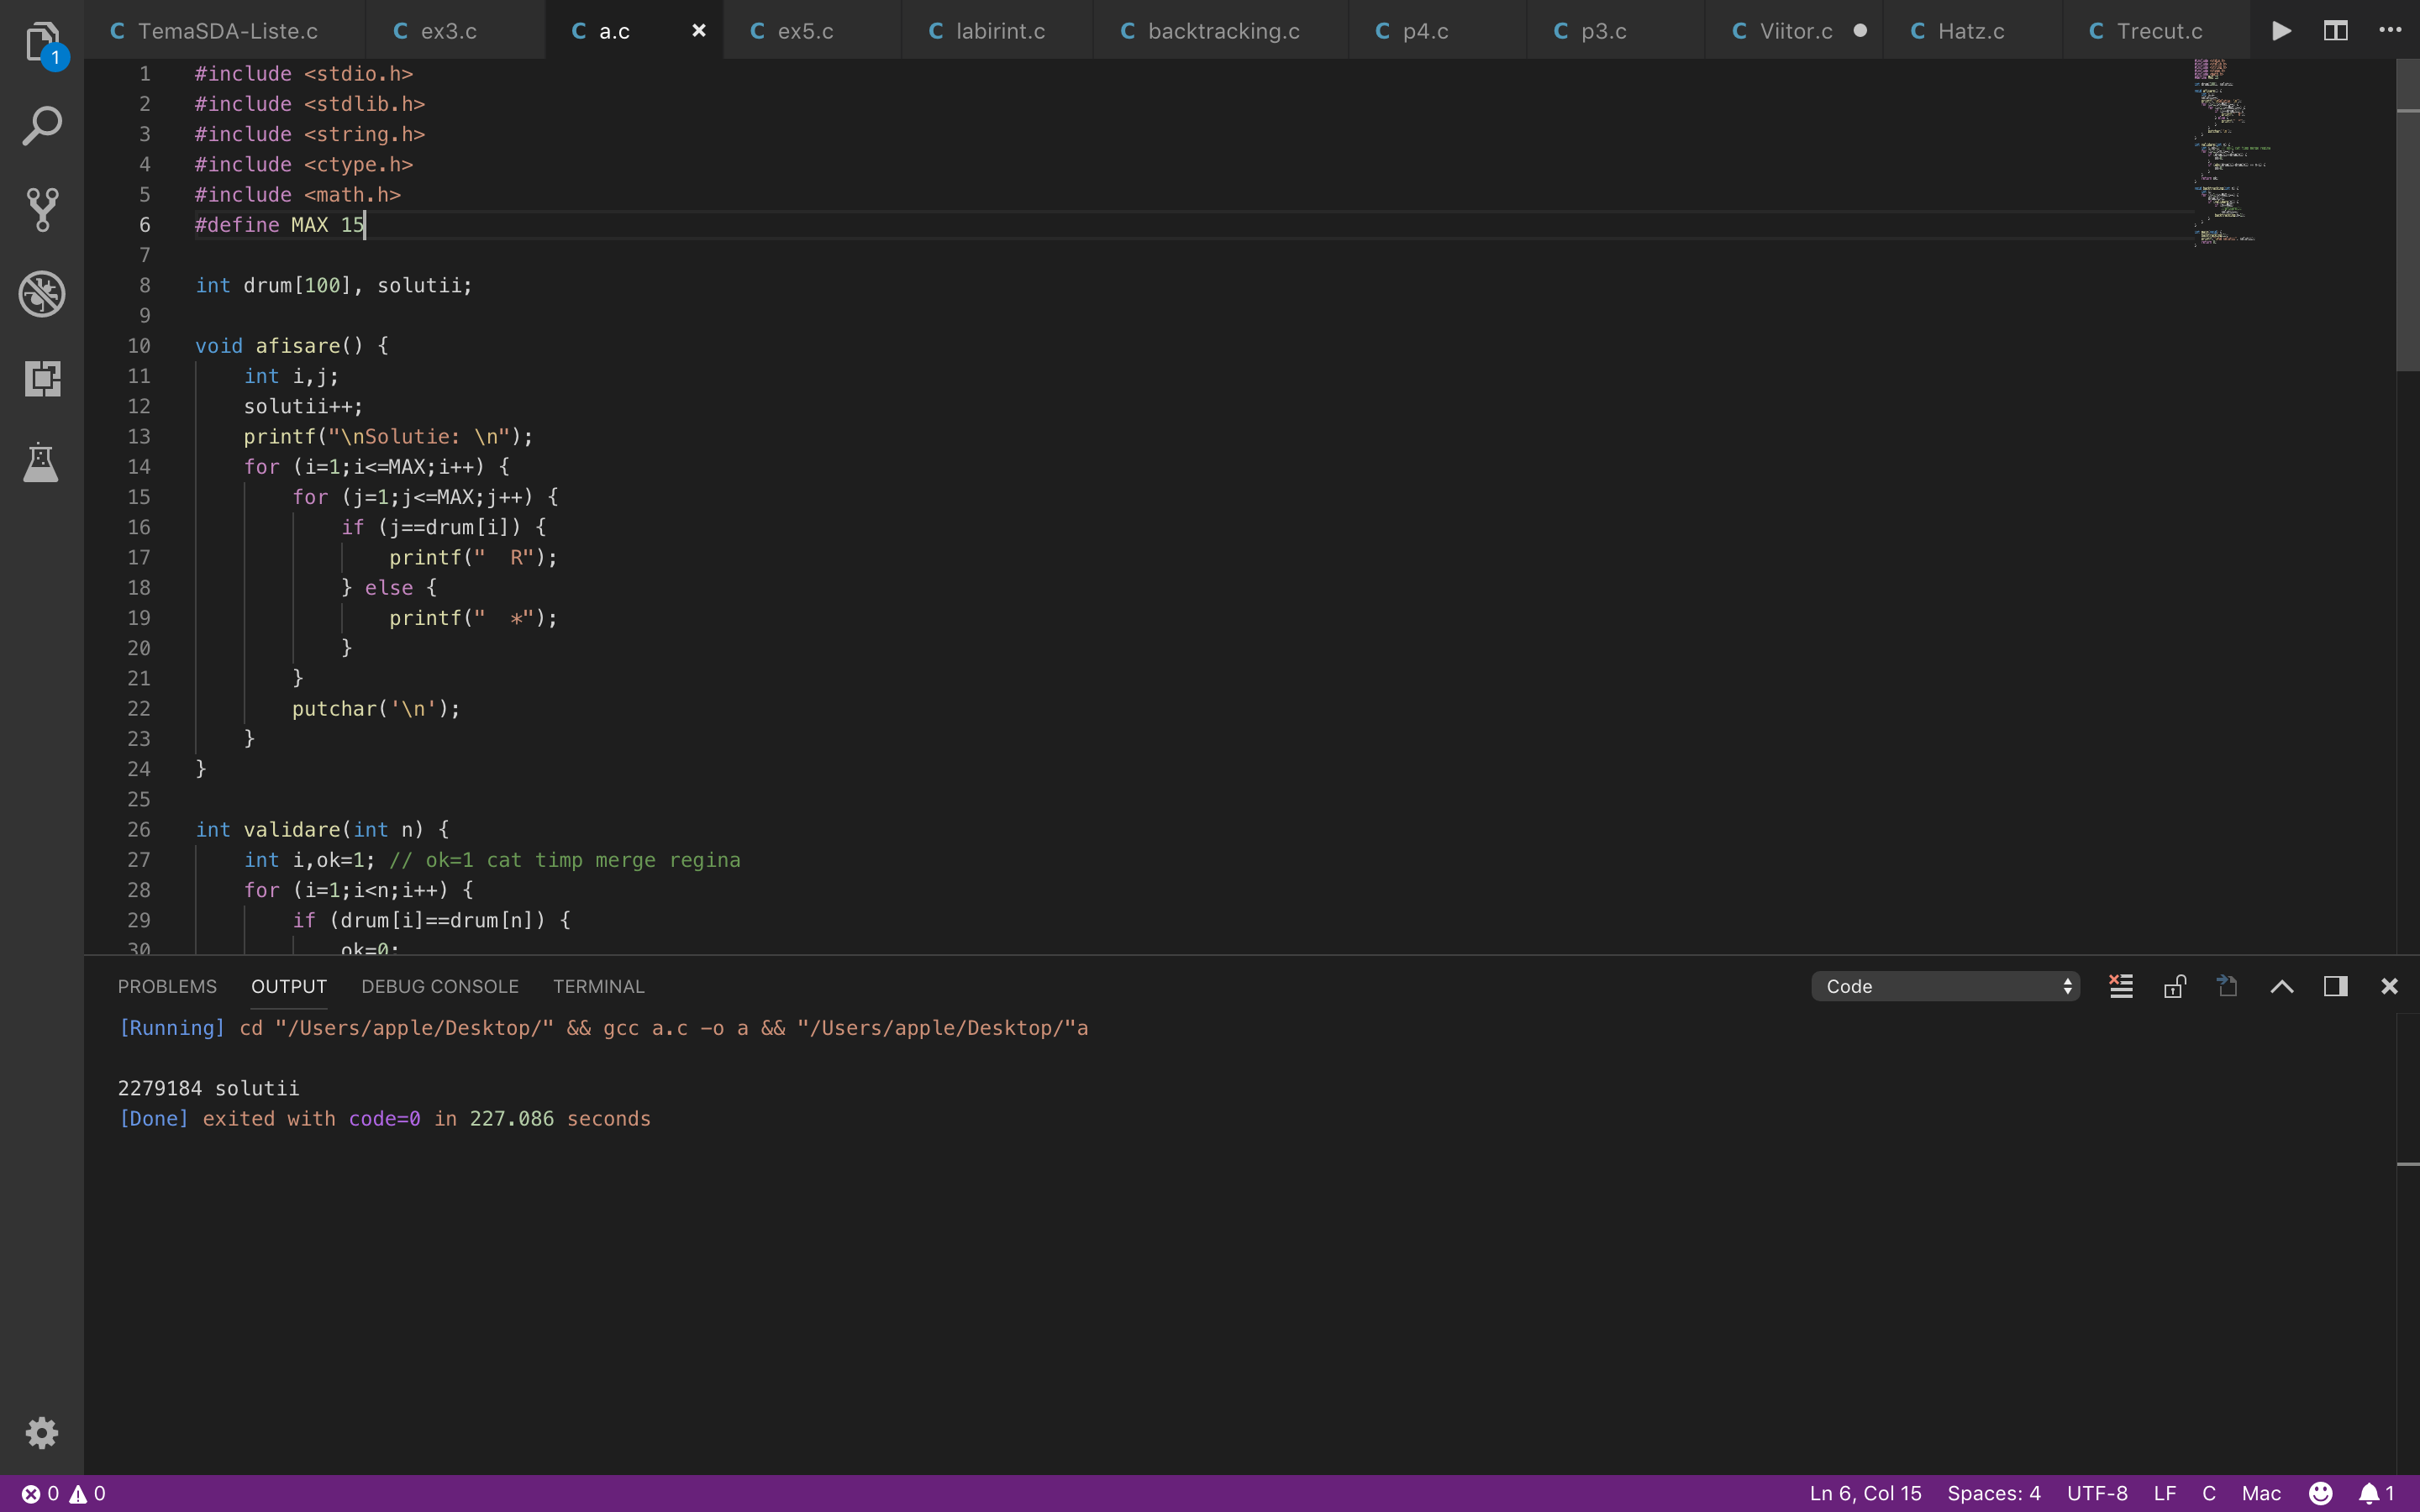 1
TemaSDA-Liste.c ex3.c a.c ex5.c labirint.c backtracking.c p4.c p3.c Viitor.c Hatz.c Trecut.c
1 #include <stdio.h>
2 #include <stdlib.h>
3 #include <string.h>
4 #include <ctype.h>
5 #include <math.h>
6 #define MAX 15
7
8 int drum[100], solutii;
9
10 void afisare() {
11 int i,j;
12 solutii++;
13 printf("\nSolutie: \n");
14 for (i=1;i<=MAX;i++) {
15 for (j=1;j<=MAX;j++) {
16 if (j==drum[i]) {
17 printf("  R");
18 } else {
19 printf("  *");
20 }
21 }
22 putchar('\n');
23 }
24 }
25
26 int validare(int n) {
27 int i,ok=1; // ok=1 cat timp merge regina
28 for (i=1;i<n;i++) {
29 if (drum[i]==drum[n]) {
30 ok=0;
PROBLEMS OUTPUT DEBUG CONSOLE TERMINAL Code
[Running] cd "/Users/apple/Desktop/" && gcc a.c -o a && "/Users/apple/Desktop/"a
2279184 solutii
[Done] exited with code=0 in 227.086 seconds
0 0 Ln 6, Col 15 Spaces: 4 UTF-8 LF C Mac 1